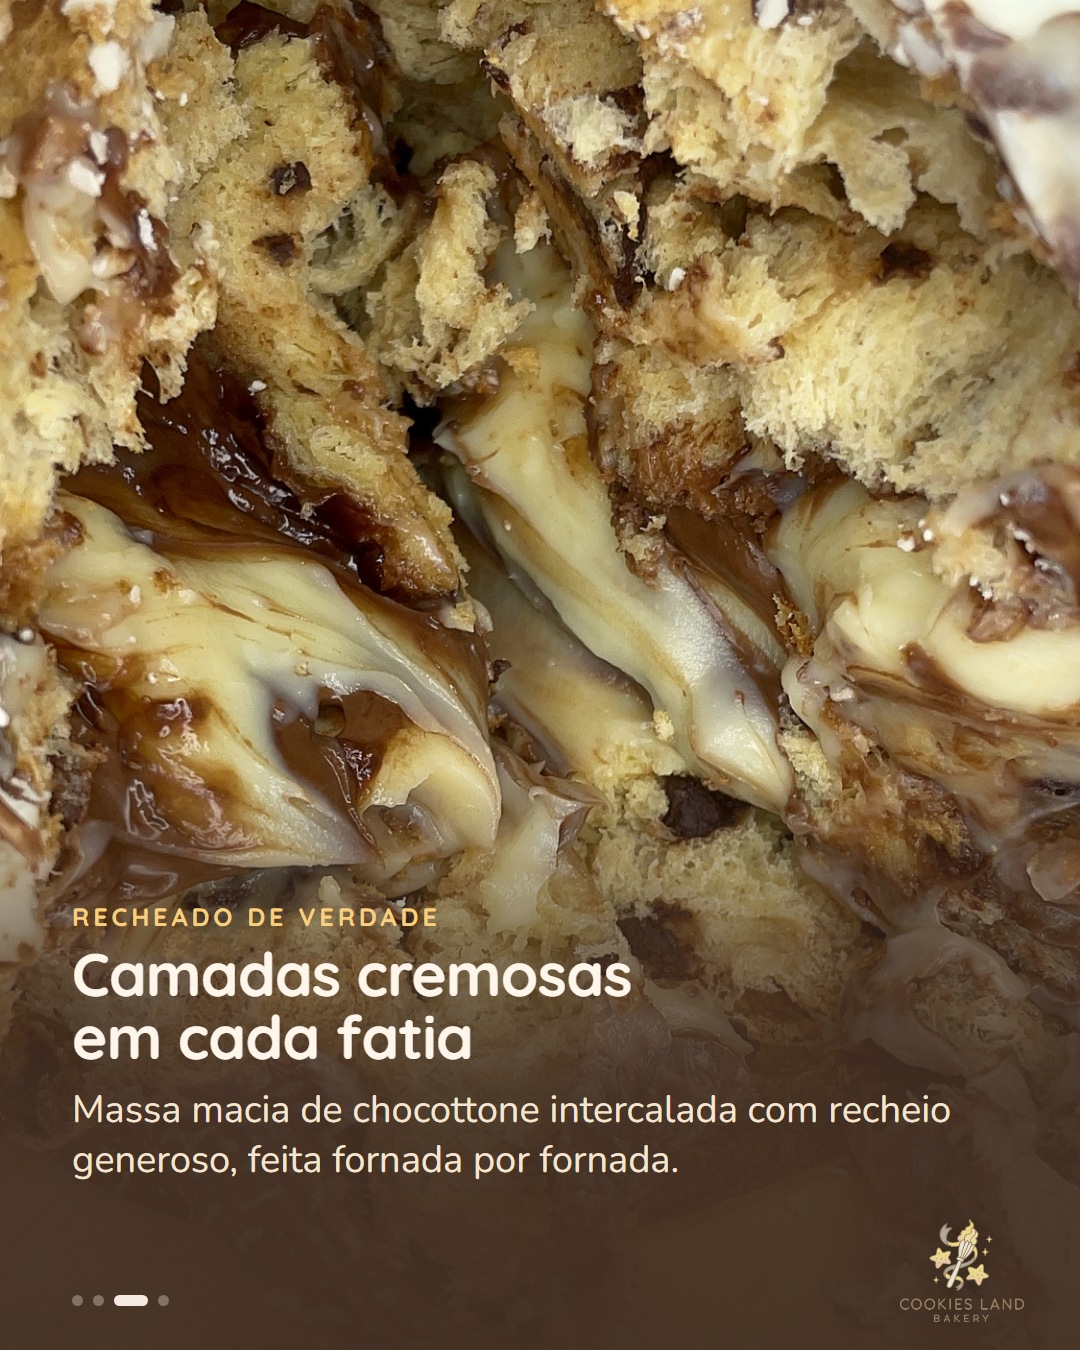 RECHEADO DE VERDADE
Camadas cremosas
em cada fatia
Massa macia de chocottone intercalada com recheio
generoso, feita fornada por fornada.
COOKIES LAND
BAKERY